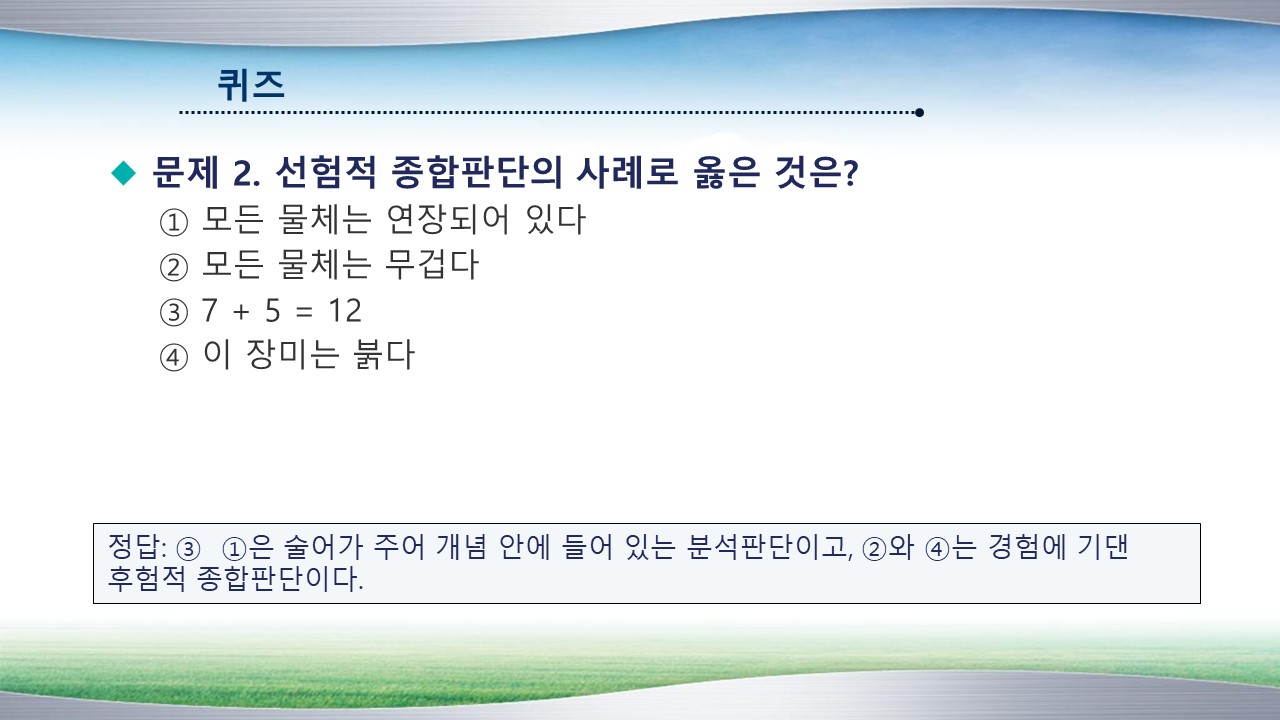 퀴즈
문제 2. 선험적 종합판단의 사례로 옳은 것은?
① 모든 물체는 연장되어 있다
② 모든 물체는 무겁다
③ 7 + 5 = 12
④ 이 장미는 붉다
정답: ③ ①은 술어가 주어 개념 안에 들어 있는 분석판단이고, ②와 ④는 경험에 기댄
후험적 종합판단이다.